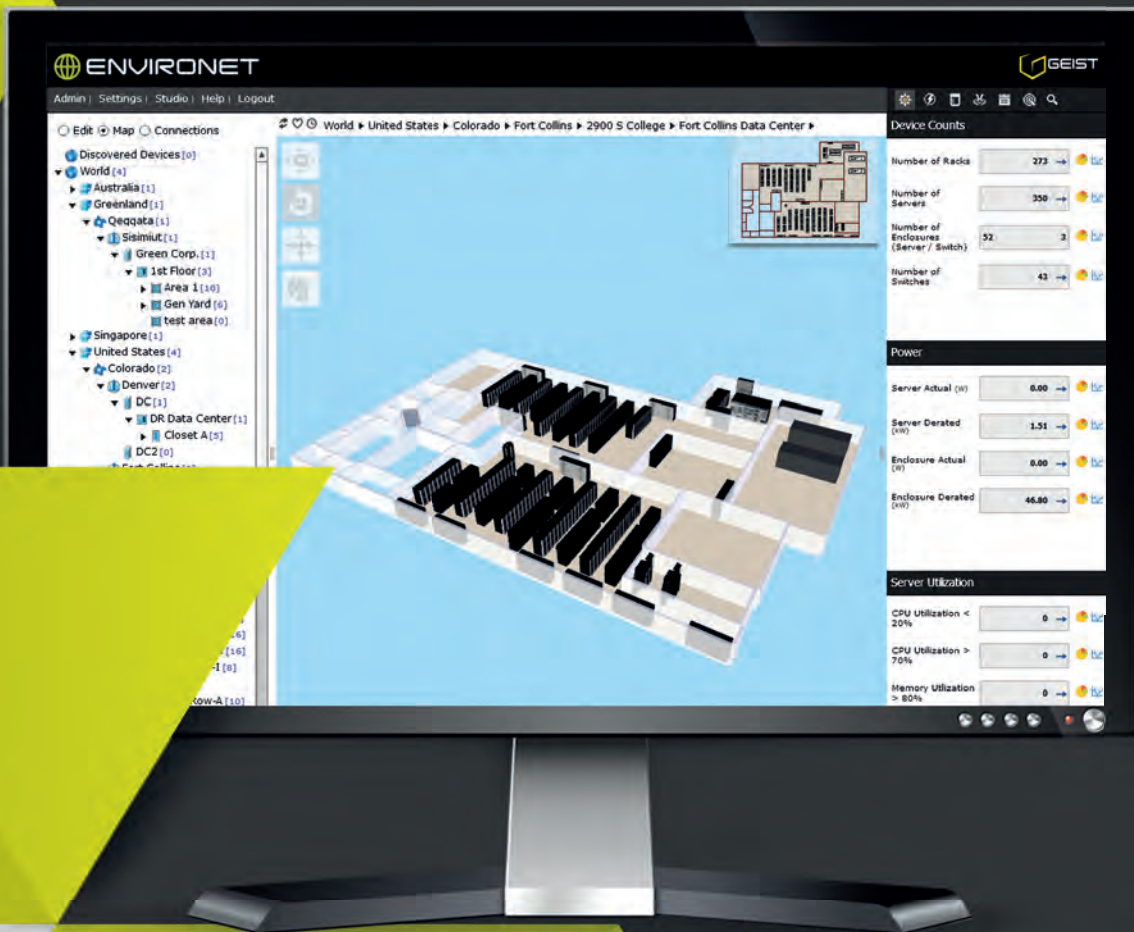 ENVIRONET
GEIST
Admin | Settings | Studio | Help | Logout
Edit Map Connections
World ▸ United States ▸ Colorado ▸ Fort Collins ▸ 2900 S College ▸ Fort Collins Data Center ▸
Discovered Devices [0]
World [4]
Australia [1]
Greenland [1]
Qeqqata [1]
Sisimiut [1]
Green Corp. [1]
1st Floor [3]
Area 1 [10]
Gen Yard [6]
test area [0]
Singapore [1]
United States [4]
Colorado [2]
Denver [2]
DC [1]
DR Data Center [1]
Closet A [5]
DC2 [0]
[16]
-I [8]
ow-A [10]
Device Counts
Number of Racks 273
Number of
Servers 350
Number of
Enclosures
(Server / Switch) 52 3
Number of
Switches 43
Power
Server Actual (W) 0.00
Server Derated
(kW) 1.51
Enclosure Actual
(W) 0.00
Enclosure Derated
(kW) 46.80
Server Utilization
CPU Utilization <
20% 0
CPU Utilization >
70% 0
Memory Utilization
> 80% 0